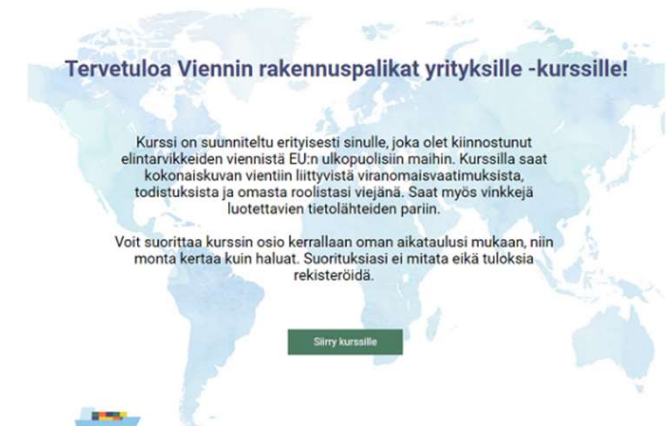 Tervetuloa Viennin rakennuspalikat yrityksille -kurssille!
Kurssi on suunniteltu erityisesti sinulle, joka olet kiinnostunut
elintarvikkeiden viennistä EU:n ulkopuolisiin maihin. Kurssilla saat
kokonaiskuvan vientiin liittyvistä viranomaisvaatimuksista,
todistuksista ja omasta roolistasi viejänä. Saat myös vinkkejä
luotettavien tietolähteiden pariin.
Voit suorittaa kurssin osio kerrallaan oman aikataulusi mukaan, niin
monta kertaa kuin haluat. Suorituksiasi ei mitata eikä tuloksia
rekisteröidä.
Siirry kurssille